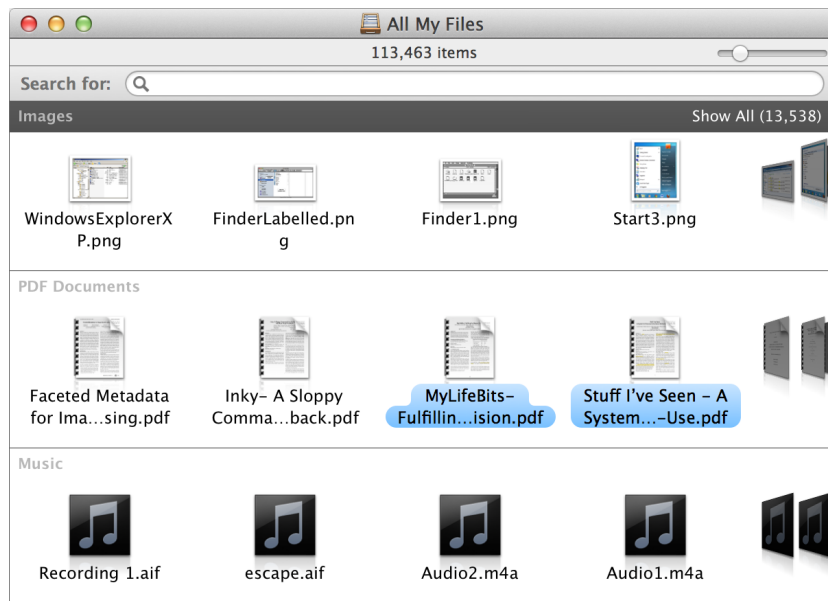 All My Files
113,463 items
Search for:
Images Show All (13,538)
WindowsExplorerX
P.png
FinderLabelled.pn
g
Finder1.png
Start3.png
PDF Documents
Faceted Metadata
for Ima...sing.pdf
Inky- A Sloppy
Comma...back.pdf
MyLifeBits-
Fulfillin...ision.pdf
Stuff I've Seen - A
System...-Use.pdf
Music
Recording 1.aif
escape.aif
Audio2.m4a
Audio1.m4a